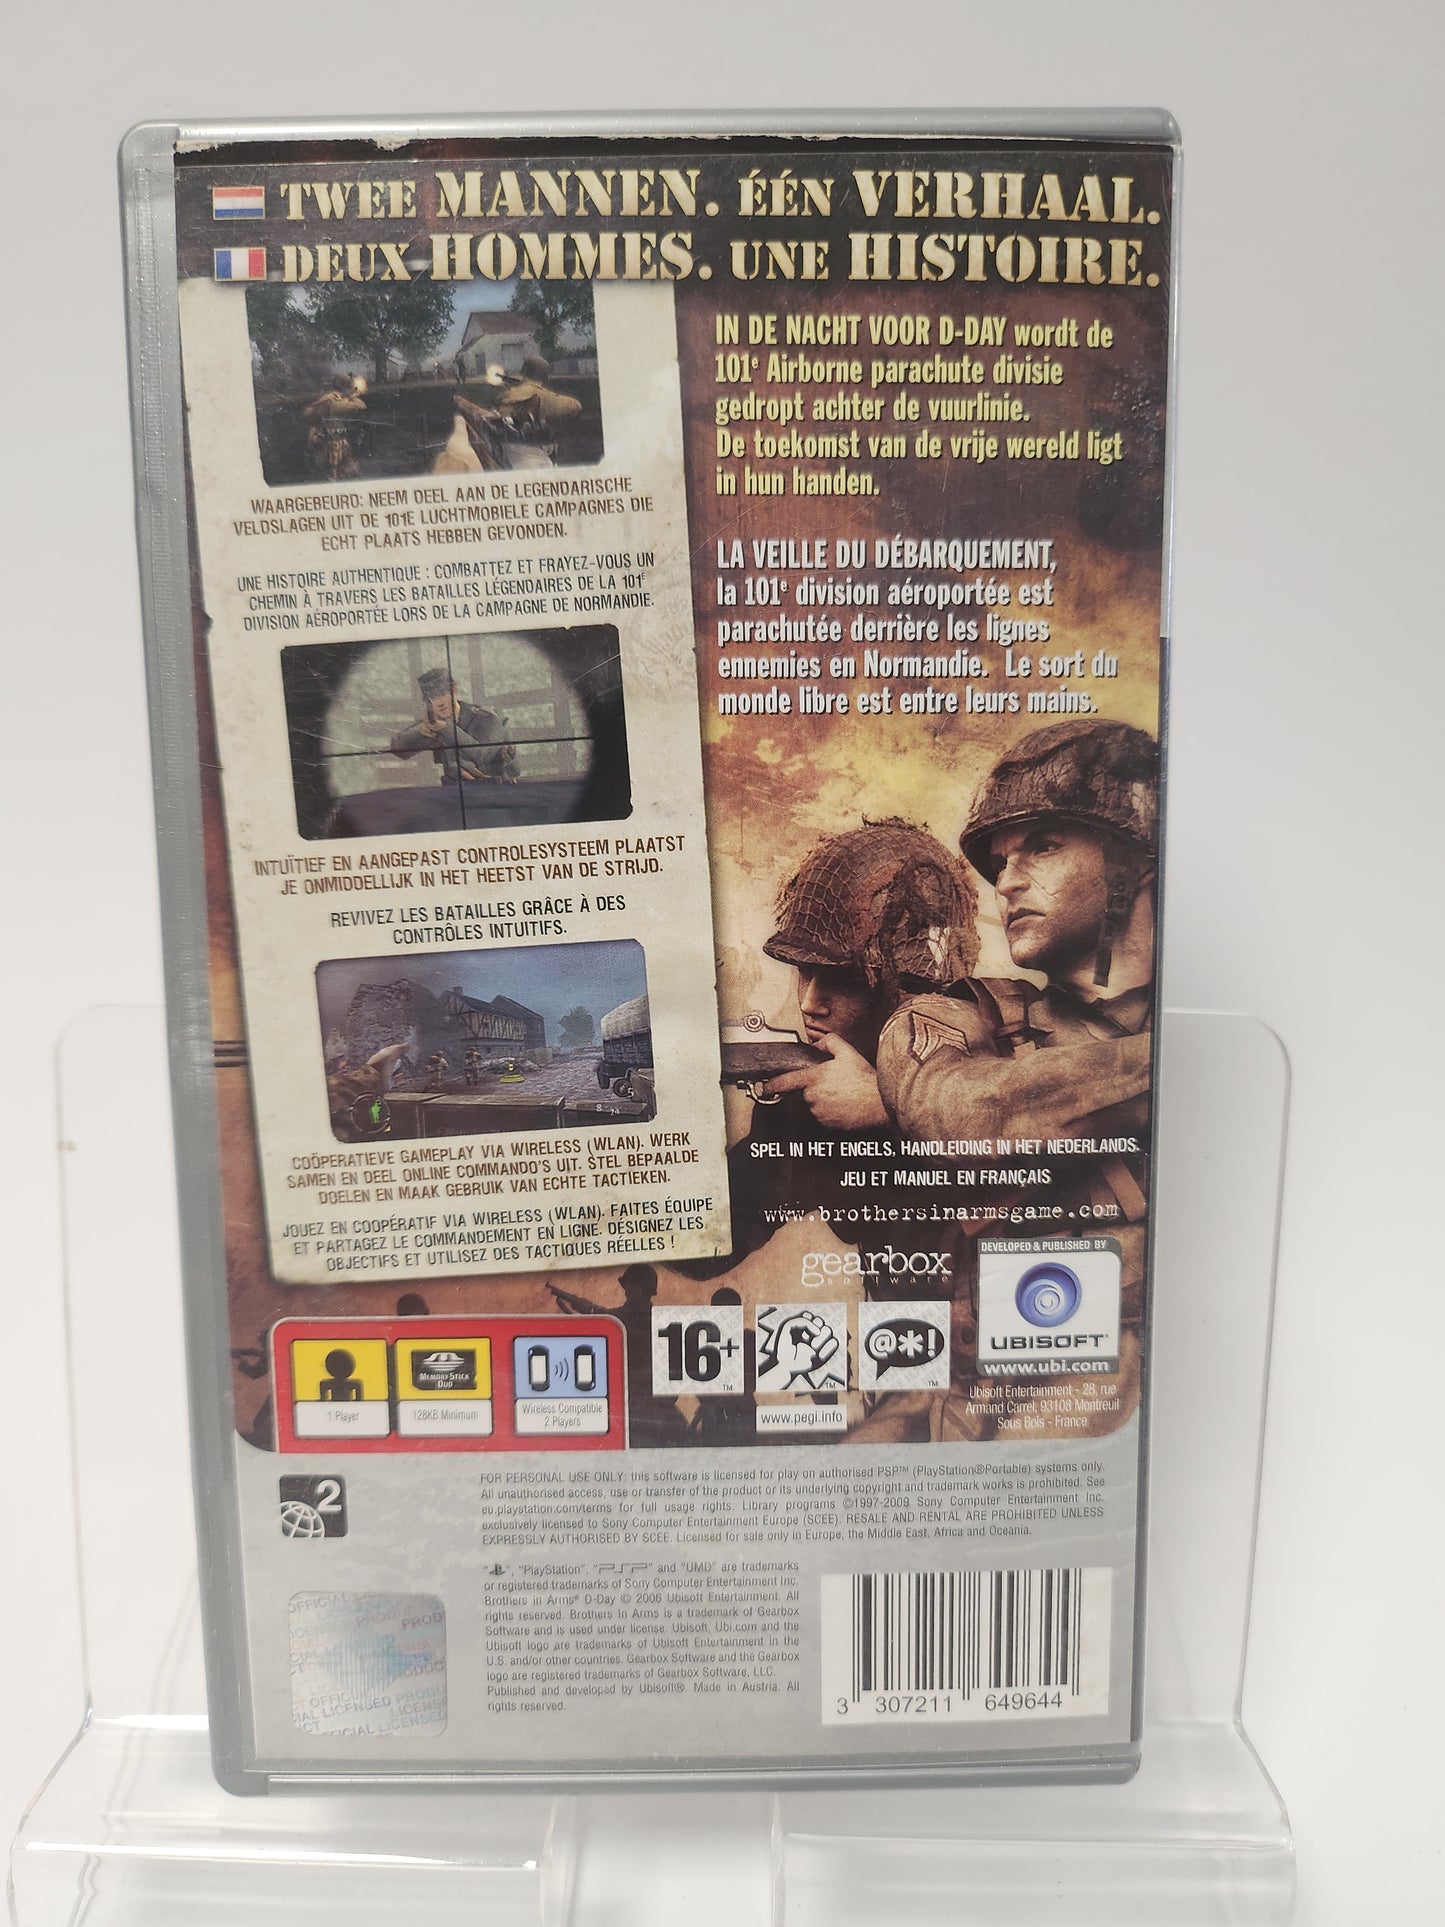 TWEE MANNEN. ÉÉN VERHAAL.
DEUX HOMMES. UNE HISTOIRE.
WAARGEBEURD: NEEM DEEL AAN DE LEGENDARISCHE
VELDSLAGEN UIT DE 101E LUCHTMOBIELE CAMPAGNES DIE
ECHT PLAATS HEBBEN GEVONDEN.
UNE HISTOIRE AUTHENTIQUE : COMBATTEZ ET FRAYEZ-VOUS UN
CHEMIN À TRAVERS LES BATAILLES LÉGENDAIRES DE LA 101E
DIVISION AÉROPORTÉE LORS DE LA CAMPAGNE DE NORMANDIE.
INTUÏTIEF EN AANGEPAST CONTROLESYSTEEM PLAATST
JE ONMIDDELLIJK IN HET HEETST VAN DE STRIJD.
REVIVEZ LES BATAILLES GRÂCE À DES
CONTRÔLES INTUITIFS.
COÖPERATIEVE GAMEPLAY VIA WIRELESS (WLAN). WERK
SAMEN EN DEEL ONLINE COMMANDO'S UIT. STEL BEPAALDE
DOELEN EN MAAK GEBRUIK VAN ECHTE TACTIEKEN.
JOUEZ EN COOPÉRATIF VIA WIRELESS (WLAN). FAITES ÉQUIPE
ET PARTAGEZ LE COMMANDEMENT EN LIGNE. DÉSIGNEZ LES
OBJECTIFS ET UTILISEZ DES TACTIQUES RÉELLES !
IN DE NACHT VOOR D-DAY wordt de
101e Airborne parachute divisie
gedropt achter de vuurlinie.
De toekomst van de vrije wereld ligt
in hun handen.
LA VEILLE DU DÉBARQUEMENT,
la 101e division aéroportée est
parachutée derrière les lignes
ennemies en Normandie. Le sort du
monde libre est entre leurs mains.
SPEL IN HET ENGELS, HANDLEIDING IN HET NEDERLANDS.
JEU ET MANUEL EN FRANÇAIS
www.brothersinarmsgame.com
gearbox
software
DEVELOPED & PUBLISHED BY
UBISOFT
www.ubi.com
Ubisoft Entertainment - 28, rue
Armand Carrel, 93108 Montreuil
Sous Bois - France
1 Player
MEMORY STICK
DUO
128KB Minimum
Wireless Compatible
2 Players
16+
@*!
www.pegi.info
2
FOR PERSONAL USE ONLY: this software is licensed for play on authorised PSP™ (PlayStation®Portable) systems only.
All unauthorised access, use or transfer of the product or its underlying copyright and trademark works is prohibited. See
eu.playstation.com/terms for full usage rights. Library programs ©1997-2009 Sony Computer Entertainment Inc.
exclusively licensed to Sony Computer Entertainment Europe (SCEE). RESALE AND RENTAL ARE PROHIBITED UNLESS
EXPRESSLY AUTHORISED BY SCEE. Licensed for sale only in Europe, the Middle East, Africa and Oceania.
"", "PlayStation", "PSP" and "UMD" are trademarks
or registered trademarks of Sony Computer Entertainment Inc.
Brothers in Arms® D-Day © 2006 Ubisoft Entertainment. All
rights reserved. Brothers In Arms is a trademark of Gearbox
Software and is used under license. Ubisoft, Ubi.com and the
Ubisoft logo are trademarks of Ubisoft Entertainment in the
U.S. and/or other countries. Gearbox Software and the Gearbox
logo are registered trademarks of Gearbox Software, LLC.
Published and developed by Ubisoft®. Made in Austria. All
rights reserved.
3 307211 649644